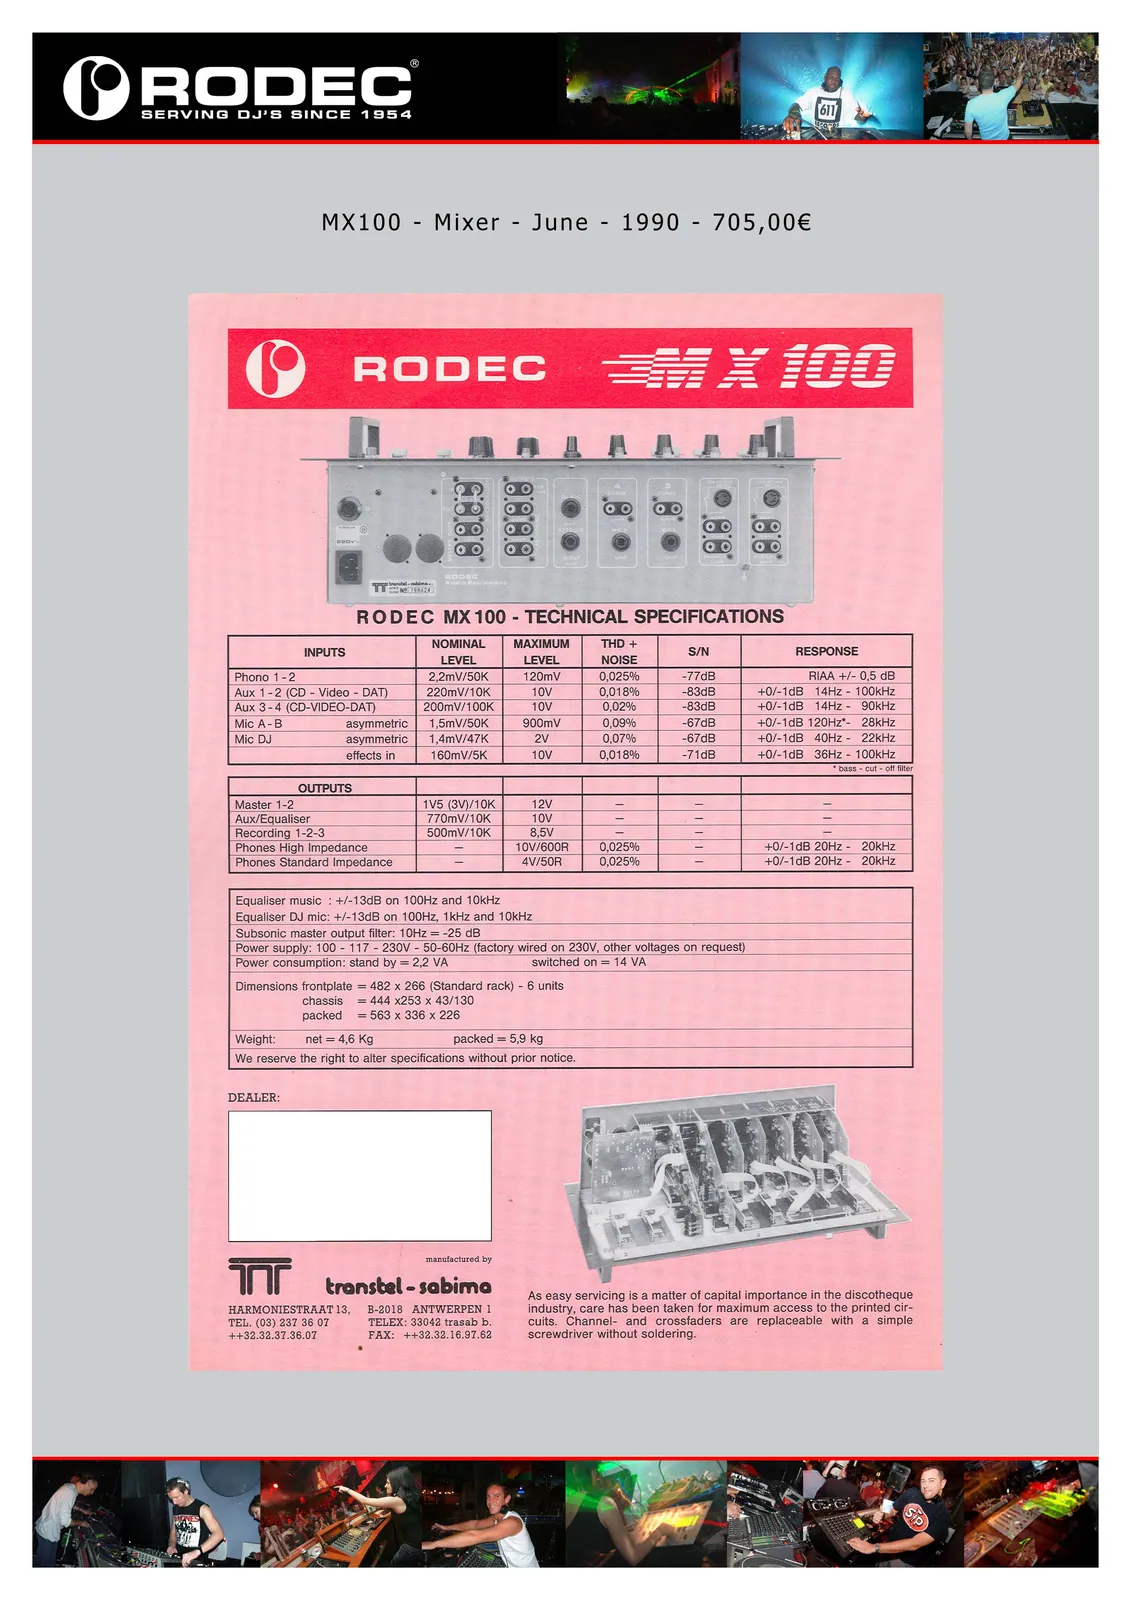 RODEC®
SERVING DJ'S SINCE 1954
611
MX100 - Mixer - June - 1990 - 705,00€
RODEC MX 100
transtel - sabima
RODEC
RODEC MX 100 - TECHNICAL SPECIFICATIONS
INPUTS NOMINAL LEVEL MAXIMUM LEVEL THD + NOISE S/N RESPONSE
Phono 1 - 2 2,2mV/50K 120mV 0,025% -77dB RIAA +/- 0,5 dB
Aux 1 - 2 (CD - Video - DAT) 220mV/10K 10V 0,018% -83dB +0/-1dB 14Hz - 100kHz
Aux 3 - 4 (CD-VIDEO-DAT) 200mV/100K 10V 0,02% -83dB +0/-1dB 14Hz - 90kHz
Mic A - B asymmetric 1,5mV/50K 900mV 0,09% -67dB +0/-1dB 120Hz*- 28kHz
Mic DJ asymmetric 1,4mV/47K 2V 0,07% -67dB +0/-1dB 40Hz - 22kHz
effects in 160mV/5K 10V 0,018% -71dB +0/-1dB 36Hz - 100kHz
* bass - cut - off filter
OUTPUTS
Master 1-2 1V5 (3V)/10K 12V – – –
Aux/Equaliser 770mV/10K 10V – – –
Recording 1-2-3 500mV/10K 8,5V – – –
Phones High Impedance – 10V/600R 0,025% – +0/-1dB 20Hz - 20kHz
Phones Standard Impedance – 4V/50R 0,025% – +0/-1dB 20Hz - 20kHz
Equaliser music : +/-13dB on 100Hz and 10kHz
Equaliser DJ mic: +/-13dB on 100Hz, 1kHz and 10kHz
Subsonic master output filter: 10Hz = -25 dB
Power supply: 100 - 117 - 230V - 50-60Hz (factory wired on 230V, other voltages on request)
Power consumption: stand by = 2,2 VA switched on = 14 VA
Dimensions frontplate = 482 x 266 (Standard rack) - 6 units
chassis = 444 x253 x 43/130
packed = 563 x 336 x 226
Weight: net = 4,6 Kg packed = 5,9 kg
We reserve the right to alter specifications without prior notice.
DEALER:
manufactured by
TT transtel - sabima
HARMONIESTRAAT 13, B-2018 ANTWERPEN 1
TEL. (03) 237 36 07 TELEX: 33042 trasab b.
++32.32.37.36.07 FAX: ++32.32.16.97.62
As easy servicing is a matter of capital importance in the discotheque
industry, care has been taken for maximum access to the printed cir-
cuits. Channel- and crossfaders are replaceable with a simple
screwdriver without soldering.